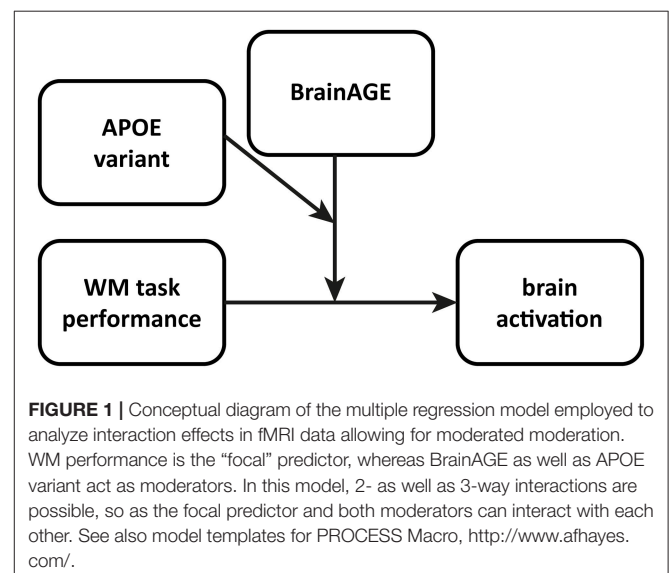 BrainAGE
APOE
variant
WM task
performance
brain
activation
FIGURE 1 | Conceptual diagram of the multiple regression model employed to
analyze interaction effects in fMRI data allowing for moderated moderation.
WM performance is the “focal” predictor, whereas BrainAGE as well as APOE
variant act as moderators. In this model, 2- as well as 3-way interactions are
possible, so as the focal predictor and both moderators can interact with each
other. See also model templates for PROCESS Macro, http://www.afhayes.
com/.